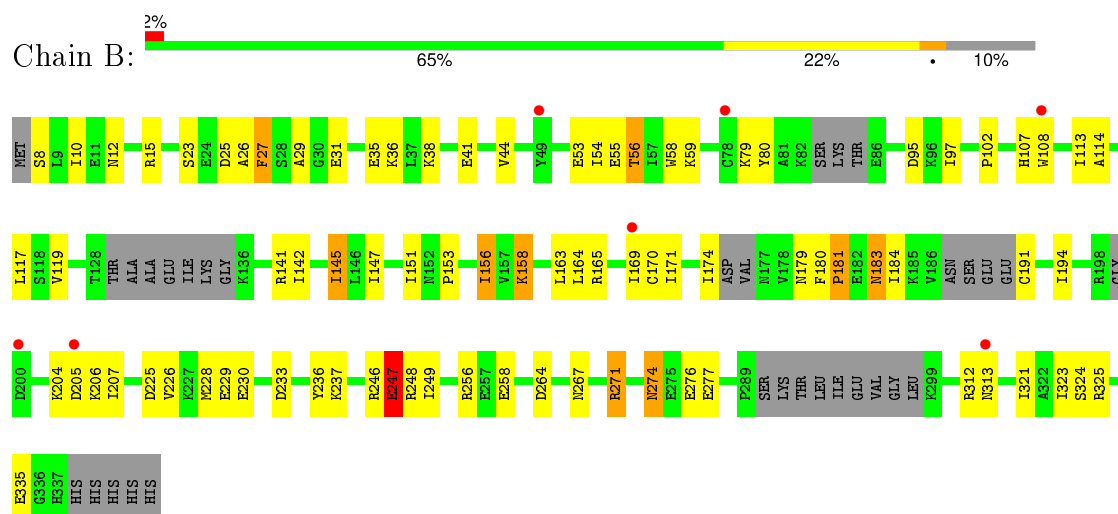 2%
Chain B:
65% 22% • 10%
MET S8 L9 I10 E11 N12 R15 S23 E24 D25 A26 F27 S28 A29 G30 E31 E35 K36 L37 K38 E41 V44 Y49 E53 I54 E55 T56 I57 W58 K59 C78 K79 Y80 A81 K82 SER LYS THR E86 D95 K96 I97 P102 H107 W108 I113 A114
L117 S118 V119 T128 THR ALA ALA GLU ILE LYS GLY K136 R141 I142 I145 L146 I147 I151 N152 P153 I156 V157 K158 L163 L164 R165 I169 C170 I171 I174 ASP VAL N177 V178 N179 F180 P181 E182 N183 I184 K185 V186 ASN SER GLU GLU C191 I194 R198 GLY
D200 K204 D205 K206 I207 D225 V226 K227 M228 E229 E230 D233 Y236 K237 R246 E247 R248 I249 R256 E257 E258 D264 N267 R271 N274 E275 E276 E277 P289 SER LYS THR LEU ILE GLU VAL GLY LEU K299 R312 N313 I321 A322 I323 S324 R325
E335 G336 H337 HIS HIS HIS HIS HIS